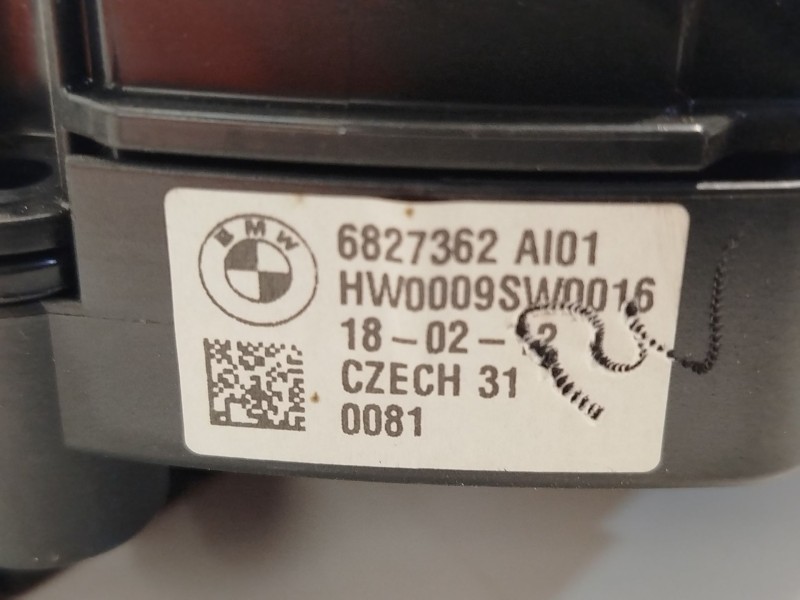 BMW
6827362 AI01
HW0009SW0016
18-02-
CZECH 31
0081